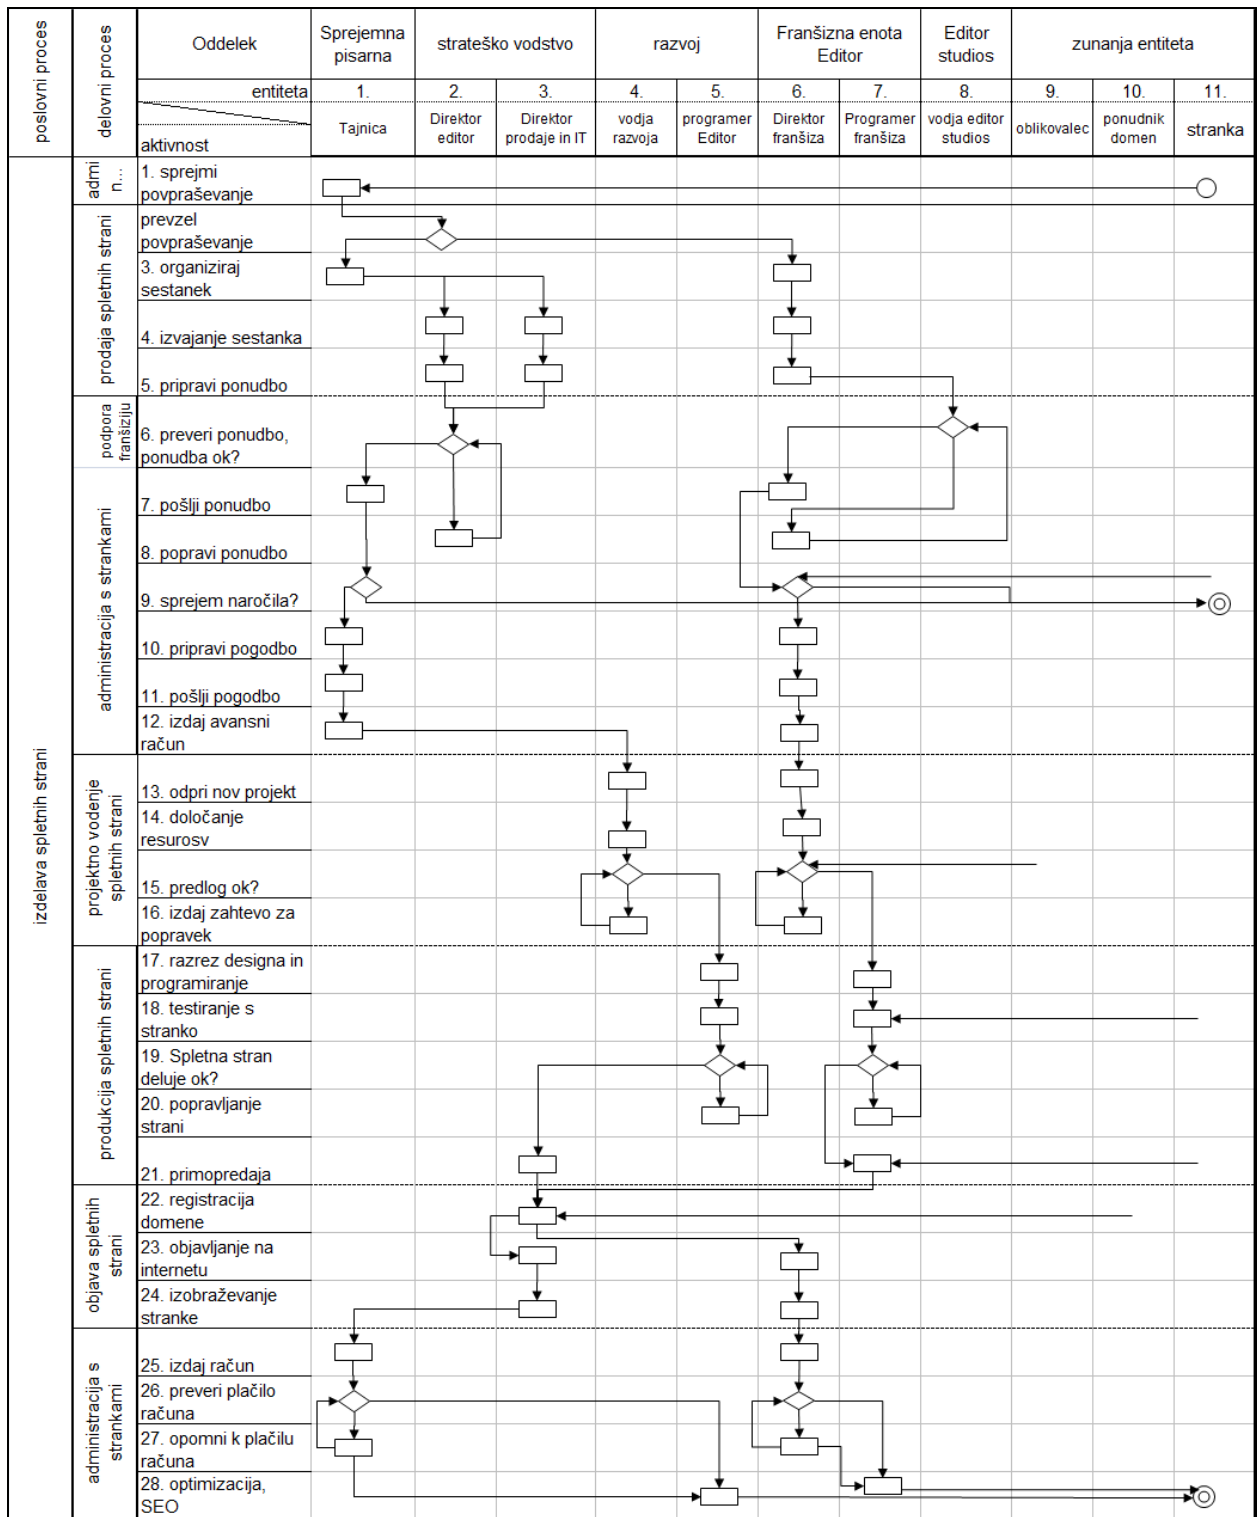 poslovni proces
delovni proces
Oddelek
Sprejemna
pisarna
strateško vodstvo
razvoj
Franšizna enota
Editor
Editor
studios
zunanja entiteta
entiteta
1.
2.
3.
4.
5.
6.
7.
8.
9.
10.
11.
aktivnost
Tajnica
Direktor
editor
Direktor
prodaje in IT
vodja
razvoja
programer
Editor
Direktor
franšiza
Programer
franšiza
vodja editor
studios
oblikovalec
ponudnik
domen
stranka
izdelava spletnih strani
admi
n...
1. sprejmi
povpraševanje
prodaja spletnih strani
prevzel
povpraševanje
3. organiziraj
sestanek
4. izvajanje sestanka
5. pripravi ponudbo
podpora
franšiziju
6. preveri ponudbo,
ponudba ok?
administracija s strankami
7. pošlji ponudbo
8. popravi ponudbo
9. sprejem naročila?
10. pripravi pogodbo
11. pošlji pogodbo
12. izdaj avansni
račun
projektno vodenje
spletnih strani
13. odpri nov projekt
14. določanje
resurosv
15. predlog ok?
16. izdaj zahtevo za
popravek
produkcija spletnih strani
17. razrez designa in
programiranje
18. testiranje s
stranko
19. Spletna stran
deluje ok?
20. popravljanje
strani
21. primopredaja
objava spletnih
strani
22. registracija
domene
23. objavljanje na
internetu
24. izobraževanje
stranke
administracija s
strankami
25. izdaj račun
26. preveri plačilo
računa
27. opomni k plačilu
računa
28. optimizacija,
SEO